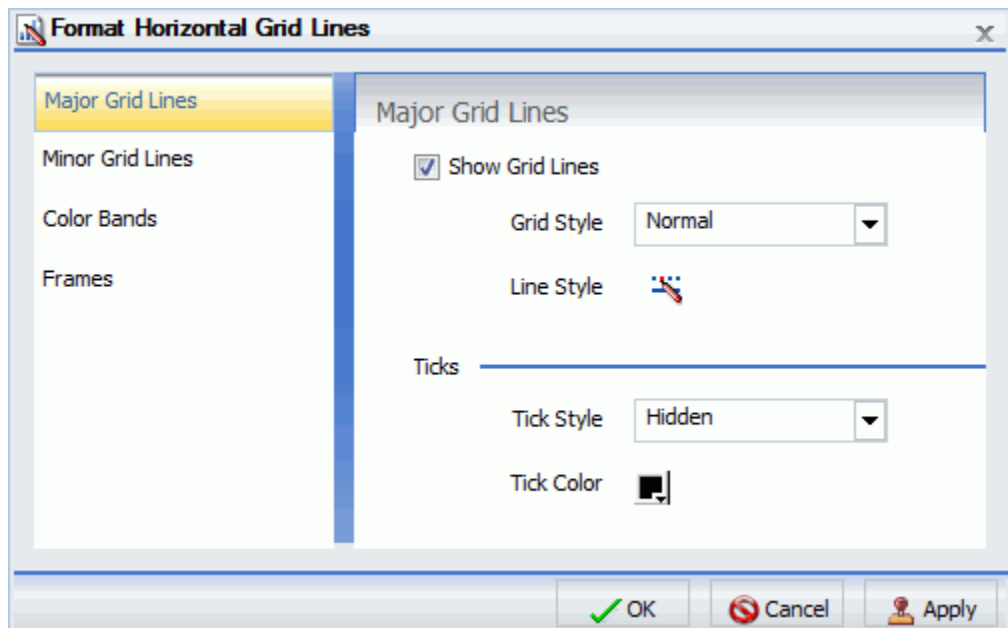 Format Horizontal Grid Lines
Major Grid Lines
Minor Grid Lines
Color Bands
Frames
Major Grid Lines
Show Grid Lines
Grid Style Normal
Line Style
Ticks
Tick Style Hidden
Tick Color
OK Cancel Apply